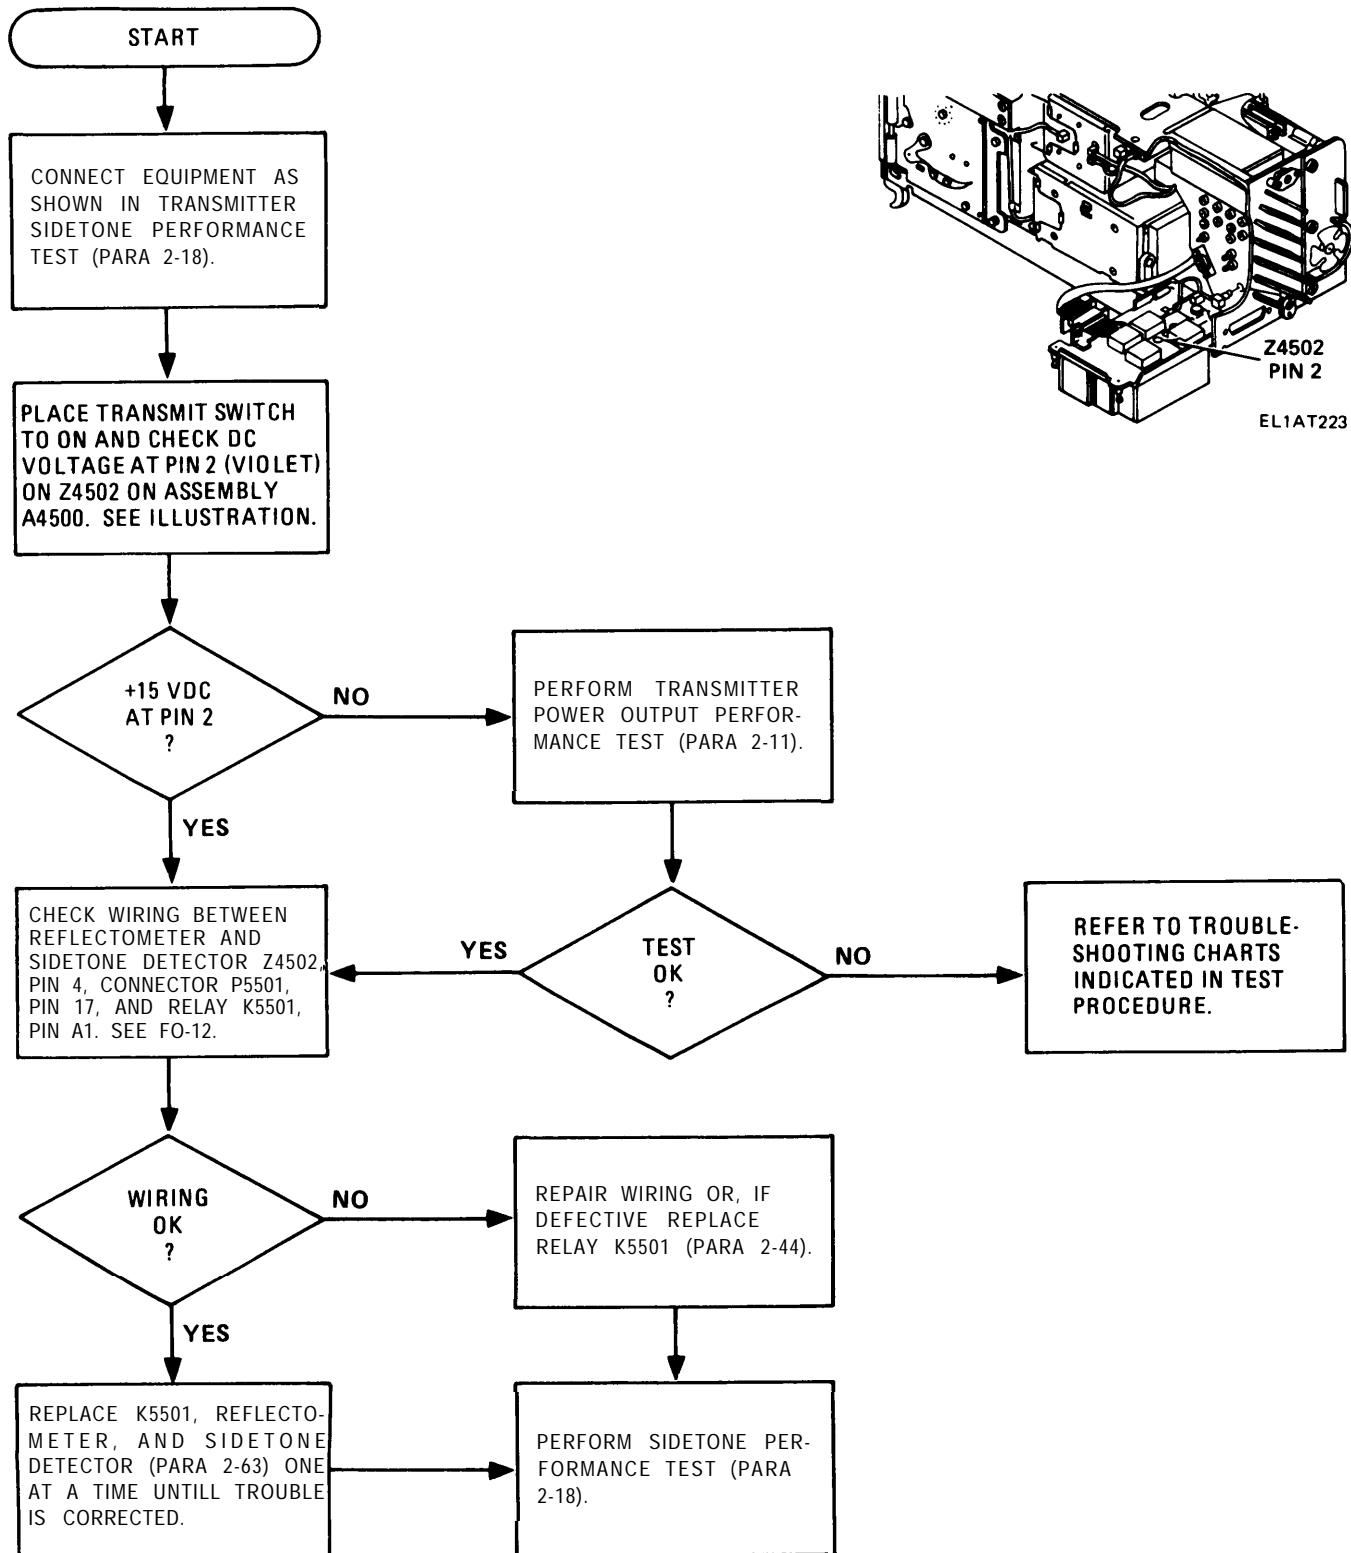 START
CONNECT EQUIPMENT AS
SHOWN IN TRANSMITTER
SIDETONE PERFORMANCE
TEST (PARA 2-18).
Z4502
PIN 2
EL1AT223
PLACE TRANSMIT SWITCH
TO ON AND CHECK DC
VOLTAGE AT PIN 2 (VIOLET)
ON Z4502 ON ASSEMBLY
A4500. SEE ILLUSTRATION.
+15 VDC
AT PIN 2
?
NO
YES
PERFORM TRANSMITTER
POWER OUTPUT PERFOR-
MANCE TEST (PARA 2-11).
CHECK WIRING BETWEEN
REFLECTOMETER AND
SIDETONE DETECTOR Z4502,
PIN 4, CONNECTOR P5501,
PIN 17, AND RELAY K5501,
PIN A1. SEE FO-12.
YES
TEST
OK
?
NO
REFER TO TROUBLE-
SHOOTING CHARTS
INDICATED IN TEST
PROCEDURE.
WIRING
OK
?
NO
YES
REPAIR WIRING OR, IF
DEFECTIVE REPLACE
RELAY K5501 (PARA 2-44).
REPLACE K5501, REFLECTO-
METER, AND SIDETONE
DETECTOR (PARA 2-63) ONE
AT A TIME UNTILL TROUBLE
IS CORRECTED.
PERFORM SIDETONE PER-
FORMANCE TEST (PARA
2-18).